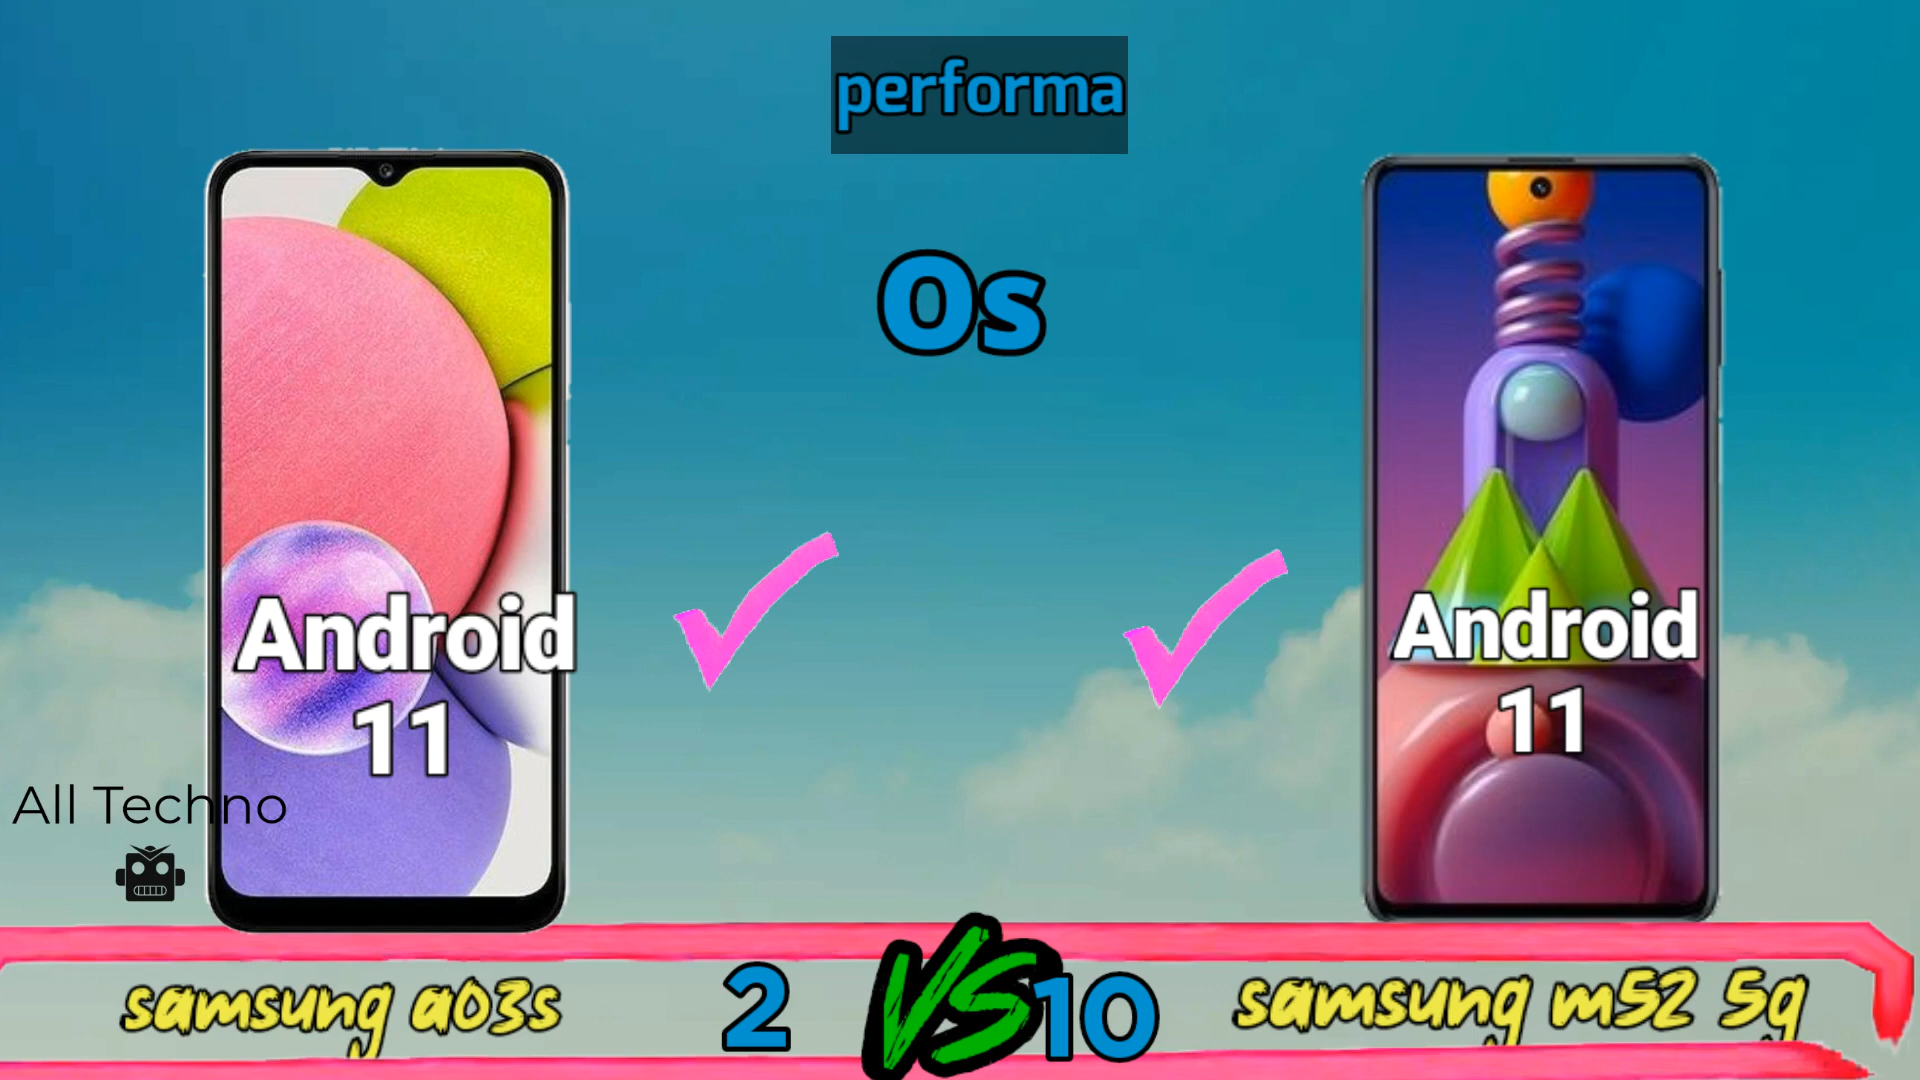 performa
Os
Android
11
Android
11
All Techno
samsung a03s
2
VS
10
samsung m52 5g